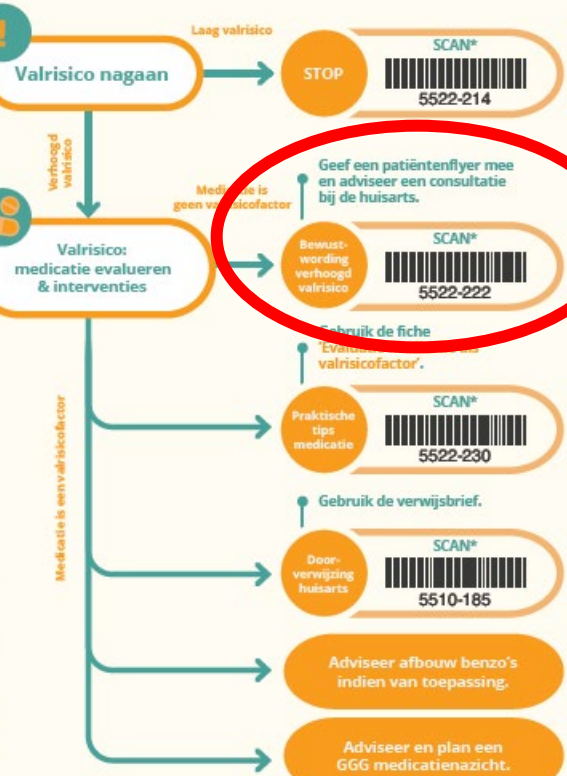 Laag valrisico
!
Valrisico nagaan
STOP
SCAN*
5522-214
Verhoogd
valrisico
Medicatie is
geen valrisicofactor
Geef een patiëntenflyer mee
en adviseer een consultatie
bij de huisarts.
Valrisico:
medicatie evalueren
& interventies
Bewust-
wording
verhoogd
valrisico
SCAN*
5522-222
Gebruik de fiche
valrisicofactor'.
Medicatie is een valrisicofactor
Praktische
tips
medicatie
SCAN*
5522-230
Gebruik de verwijsbrief.
Door-
verwijzing
huisarts
SCAN*
5510-185
Adviseer afbouw benzo's
indien van toepassing.
Adviseer en plan een
GGG medicatienazicht.